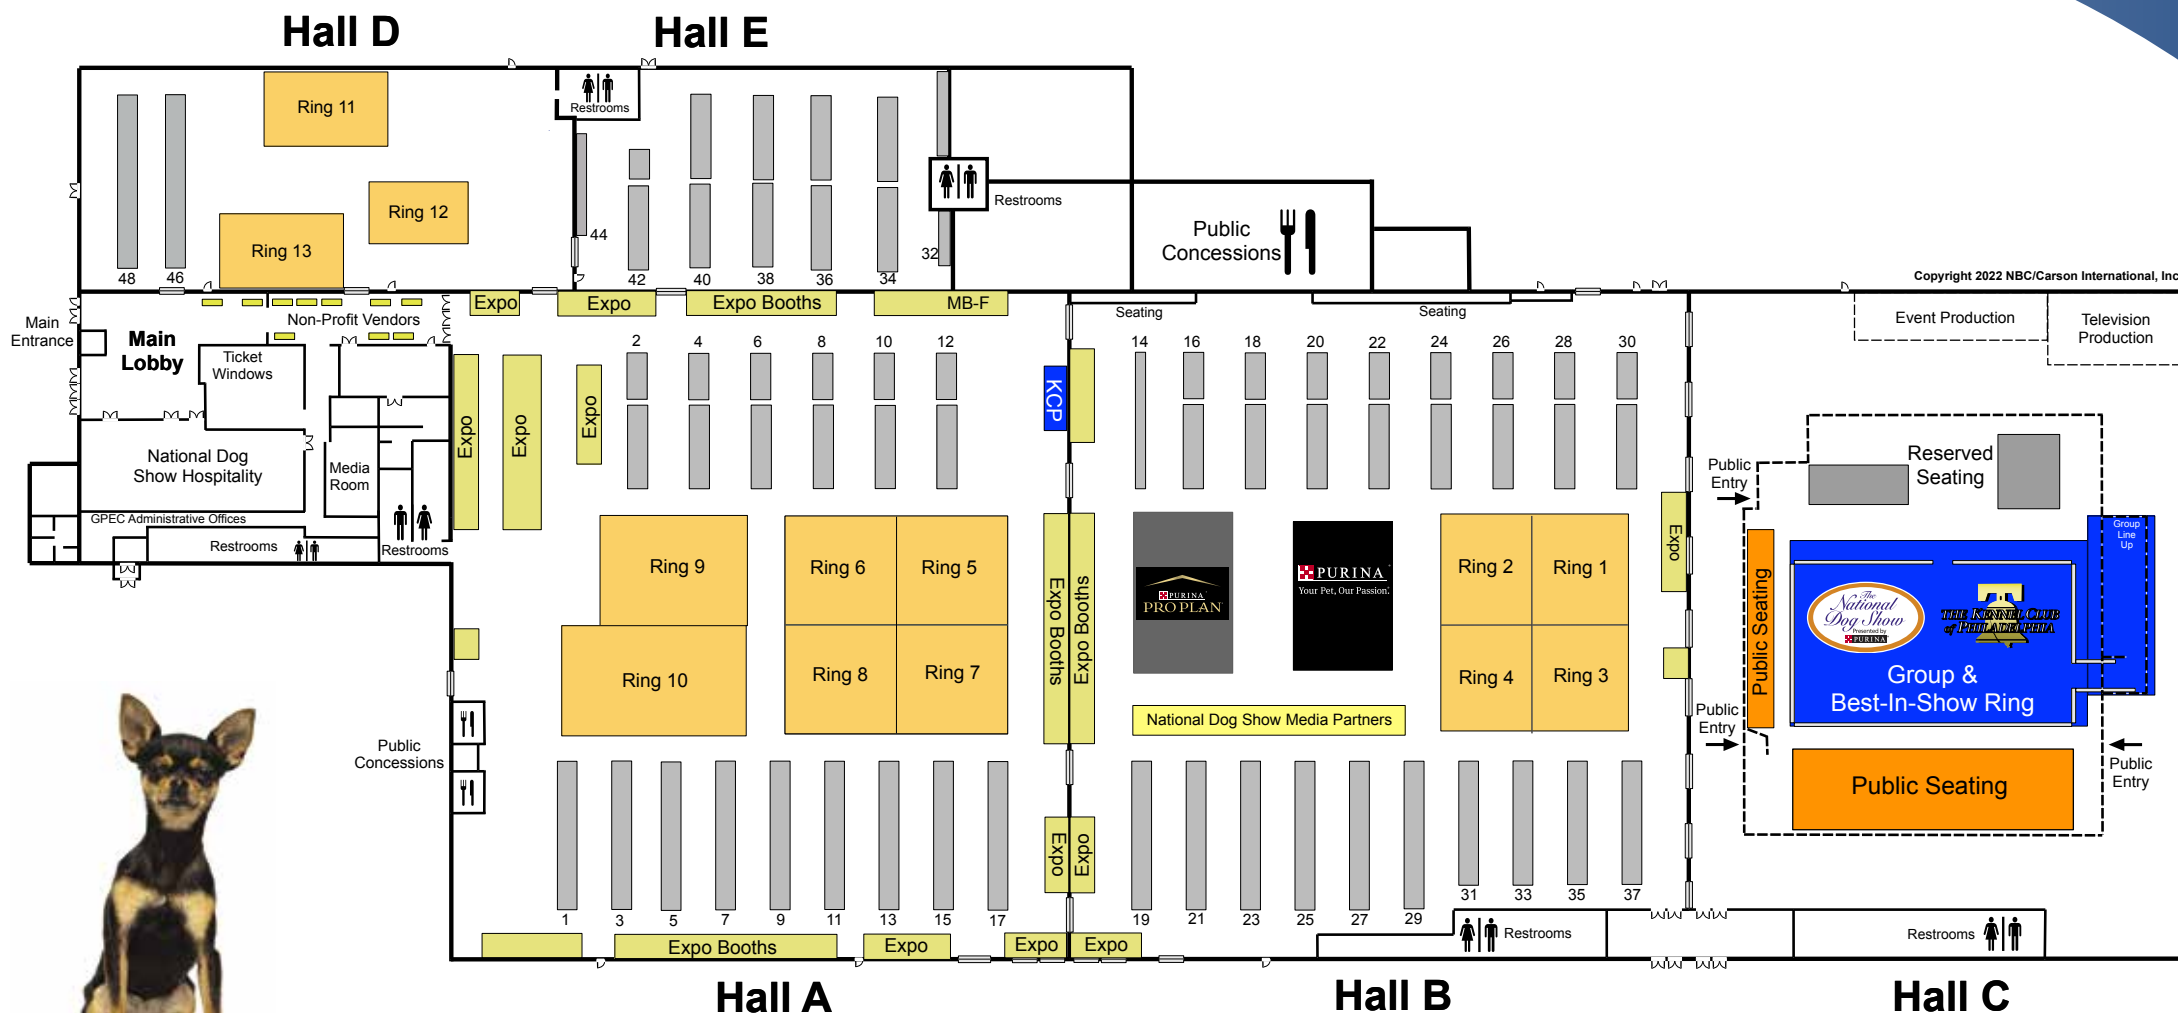 Hall D
Hall E
Ring 11
Restrooms
Ring 12
Restrooms
Ring 13
44
Public
Concessions
32
48
46
42
40
38
36
34
Copyright 2022 NBC/Carson International, Inc
Expo
Expo
Expo Booths
MB-F
Main
Entrance
Main
Lobby
Non-Profit Vendors
Seating
Seating
Event Production
Television
Production
Ticket
Windows
2
4
6
8
10
12
14
16
18
20
22
24
26
28
30
KCP
Expo
Expo
Expo
National Dog
Show Hospitality
Media
Room
Public
Entry
Reserved
Seating
GPEC Administrative Offices
Restrooms
Restrooms
Ring 9
Ring 6
Ring 5
Ring 10
Ring 8
Ring 7
Expo Booths
Expo Booths
PURINA
PRO PLAN
PURINA
Your Pet, Our Passion.
Ring 2
Ring 1
Ring 4
Ring 3
Expo
Group
Line
Up
Public Seating
The
National
Dog Show
Presented by
PURINA
THE KENNEL CLUB
of PHILADELPHIA
Group &
Best-In-Show Ring
National Dog Show Media Partners
Public
Entry
Public
Entry
Public
Concessions
Public Seating
Expo
Expo
1
3
5
7
9
11
13
15
17
19
21
23
25
27
29
31
33
35
37
Expo Booths
Expo
Expo
Expo
Restrooms
Restrooms
Hall A
Hall B
Hall C